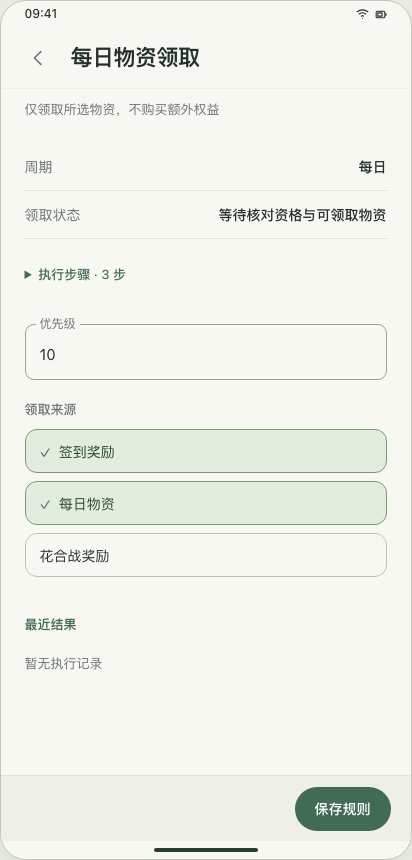 09:41
每日物资领取
仅领取所选物资，不购买额外权益
周期 每日
领取状态 等待核对资格与可领取物资
▶ 执行步骤 · 3 步
优先级
10
领取来源
✓ 签到奖励
✓ 每日物资
花合战奖励
最近结果
暂无执行记录
保存规则